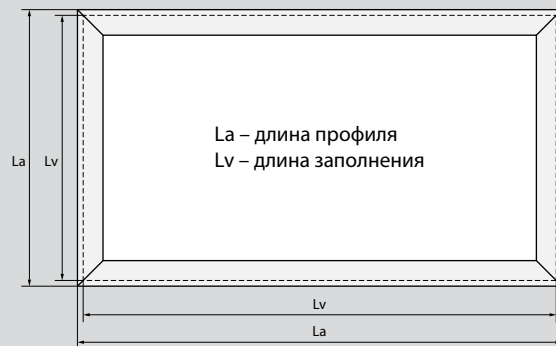 La – длина профиля
Lv – длина заполнения
La
Lv
Lv
La